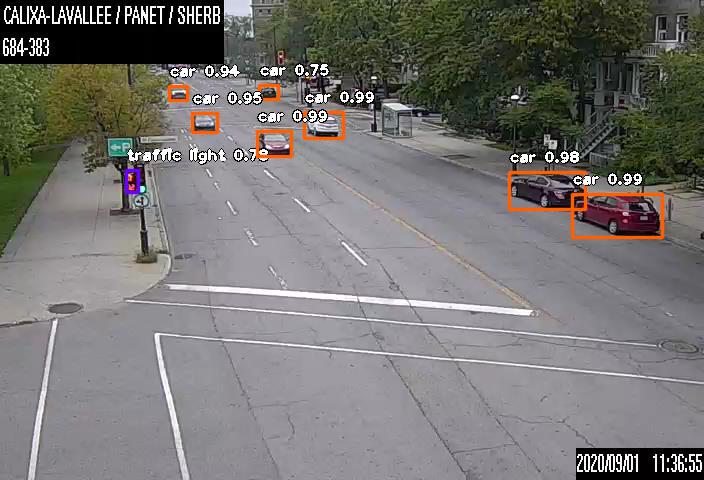 CALIXA-LAVALLEE / PANET / SHERB
684-383
car 0.94
car 0.75
car 0.95
car 0.99
car 0.99
traffic light 0.78
car 0.98
car 0.99
2020/09/01 11:36:55